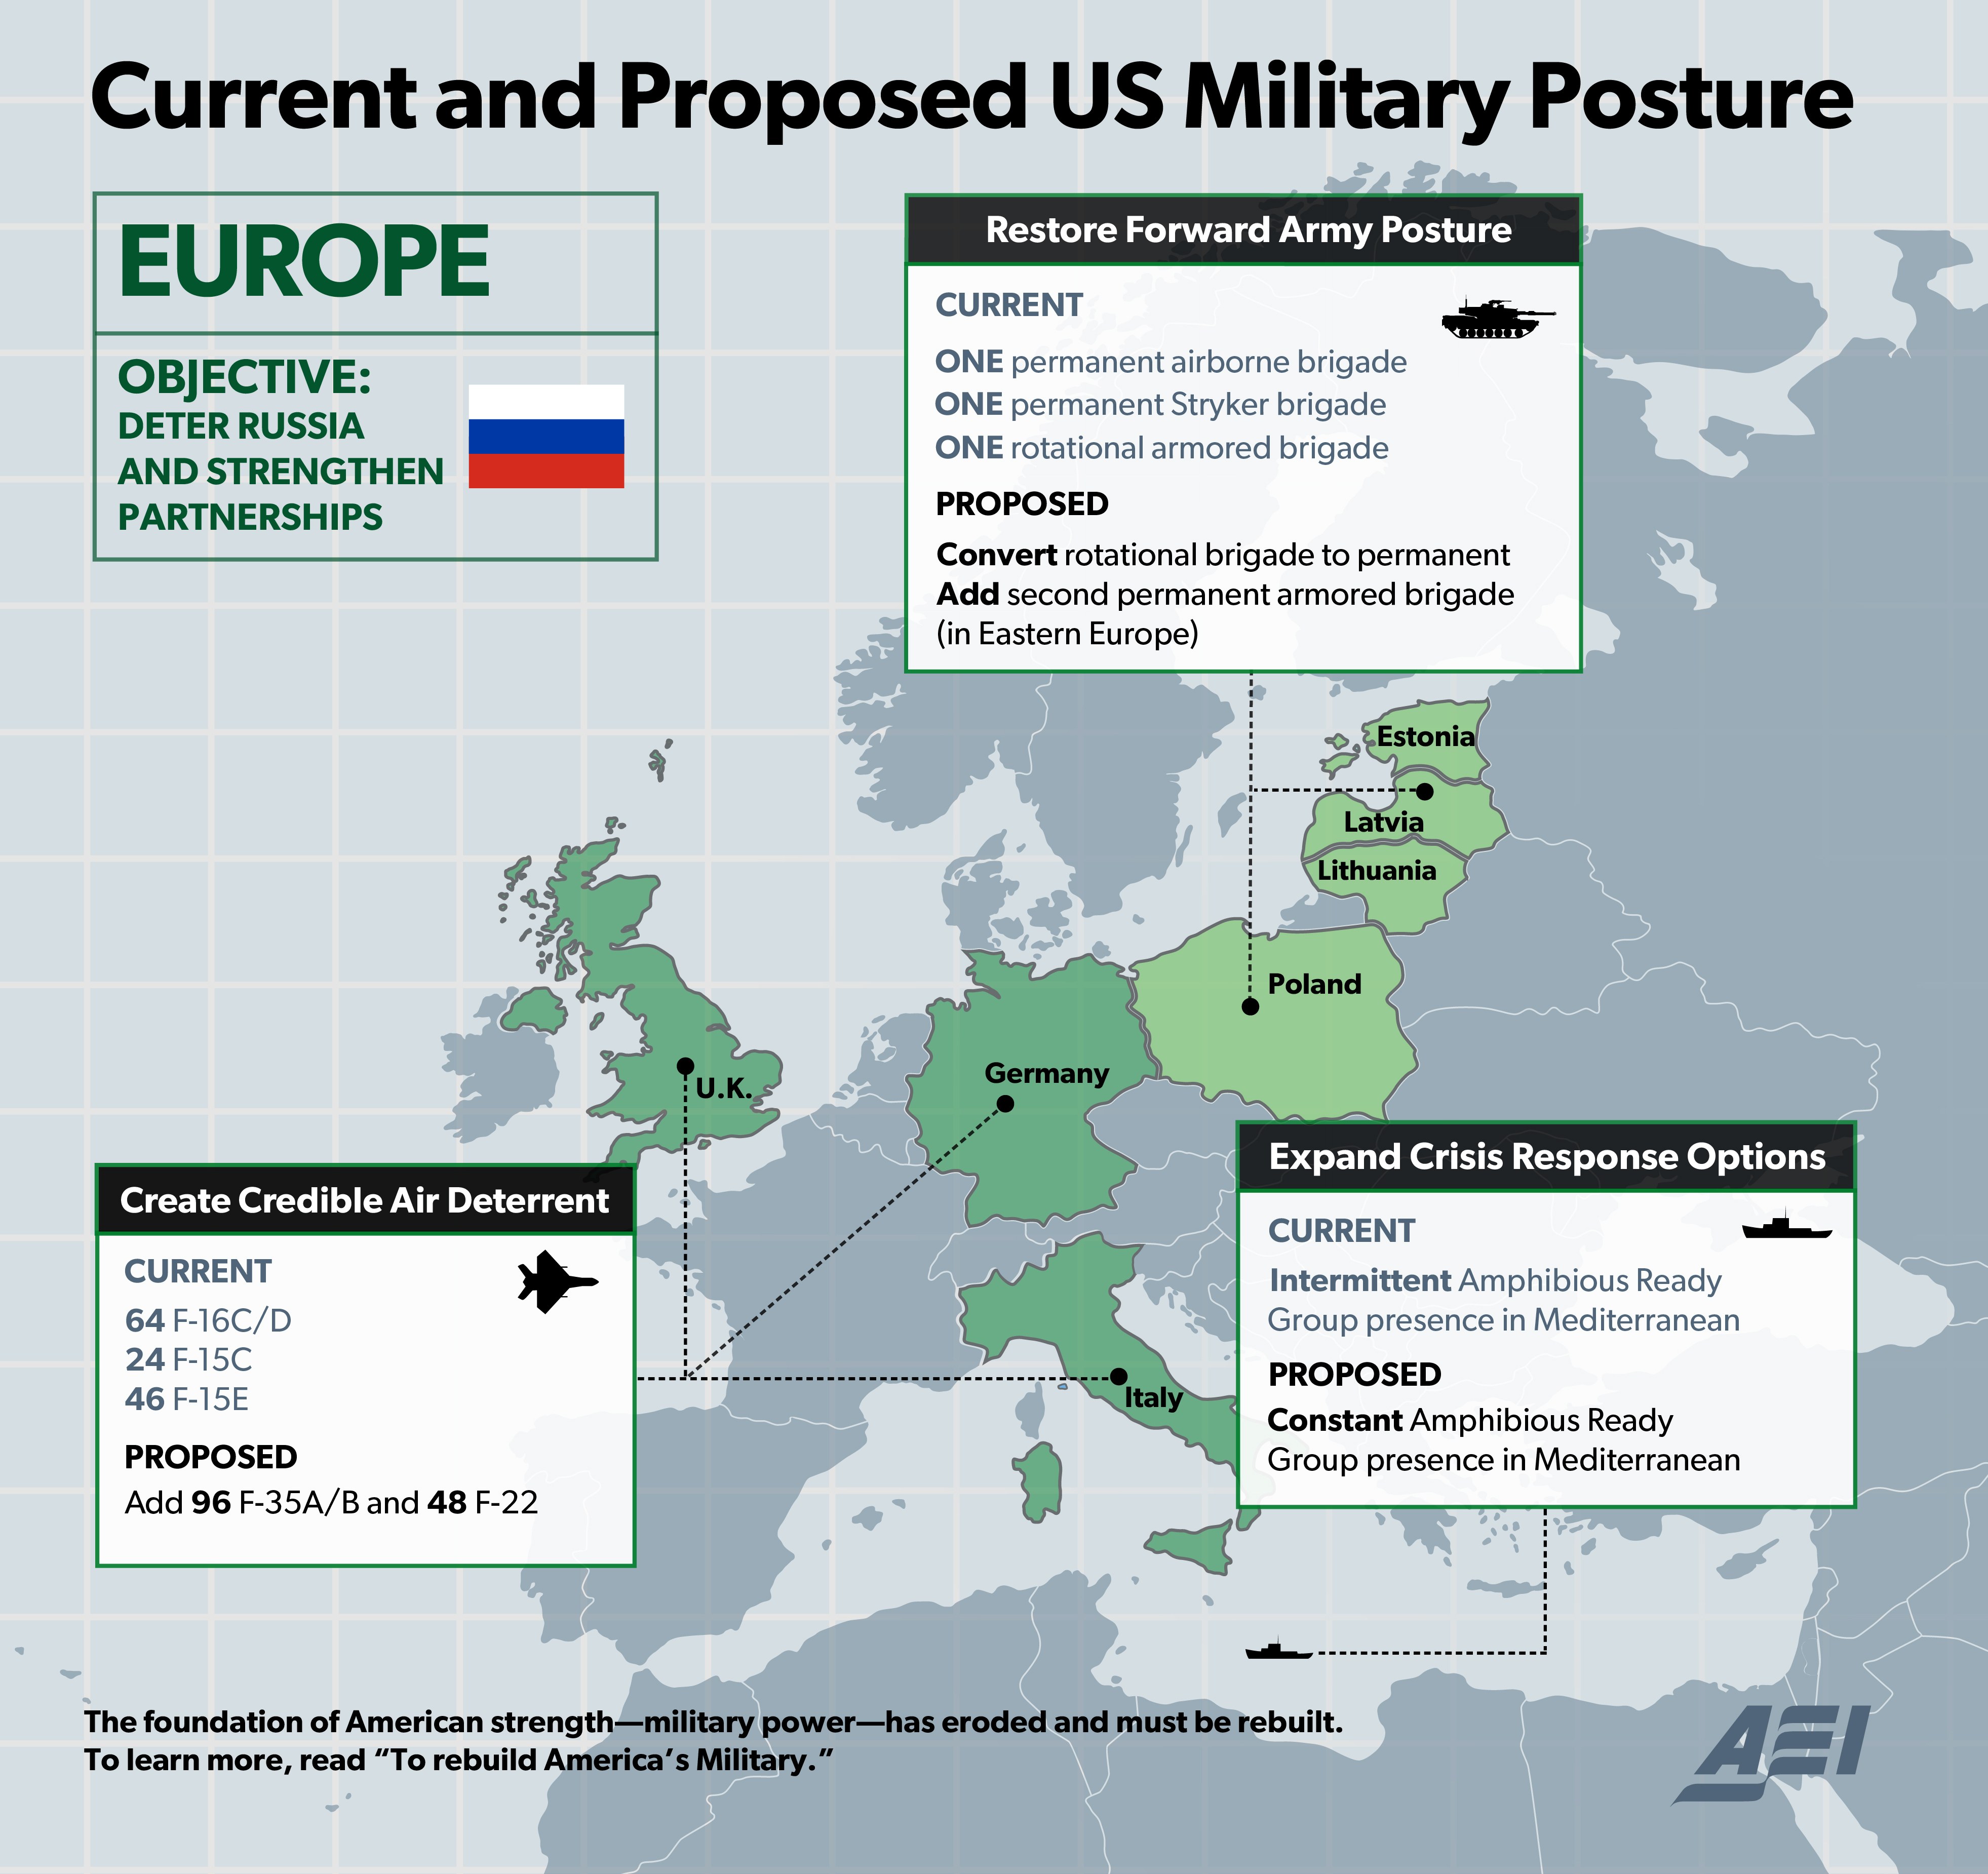 Current and Proposed US Military Posture
EUROPE
OBJECTIVE:
DETER RUSSIA
AND STRENGTHEN
PARTNERSHIPS
Restore Forward Army Posture
CURRENT
ONE permanent airborne brigade
ONE permanent Stryker brigade
ONE rotational armored brigade
PROPOSED
Convert rotational brigade to permanent
Add second permanent armored brigade
(in Eastern Europe)
Estonia
Latvia
Lithuania
Poland
Germany
U.K.
Italy
Create Credible Air Deterrent
CURRENT
64 F-16C/D
24 F-15C
46 F-15E
PROPOSED
Add 96 F-35A/B and 48 F-22
Expand Crisis Response Options
CURRENT
Intermittent Amphibious Ready
Group presence in Mediterranean
PROPOSED
Constant Amphibious Ready
Group presence in Mediterranean
The foundation of American strength—military power—has eroded and must be rebuilt.
To learn more, read “To rebuild America’s Military.”
AEI